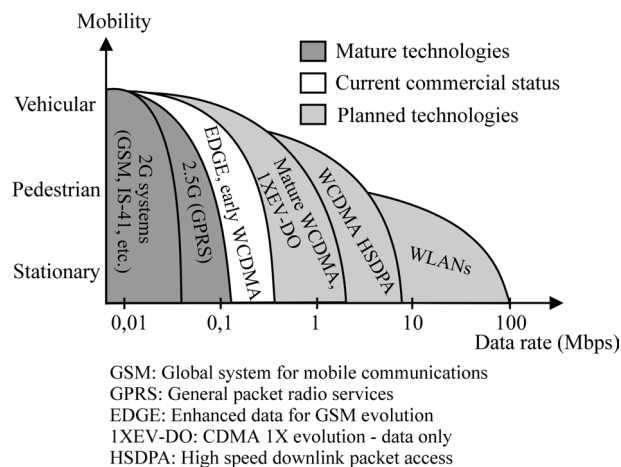 Mobility
Mature technologies
Current commercial status
Planned technologies
Vehicular
Pedestrian
Stationary
2G systems
(GSM, IS-41, etc.)
2.5G (GPRS)
EDGE, early WCDMA
Mature WCDMA,
1XEV-DO
WCDMA HSDPA
WLANs
0,01 0,1 1 10 100
Data rate (Mbps)
GSM: Global system for mobile communications
GPRS: General packet radio services
EDGE: Enhanced data for GSM evolution
1XEV-DO: CDMA 1X evolution - data only
HSDPA: High speed downlink packet access